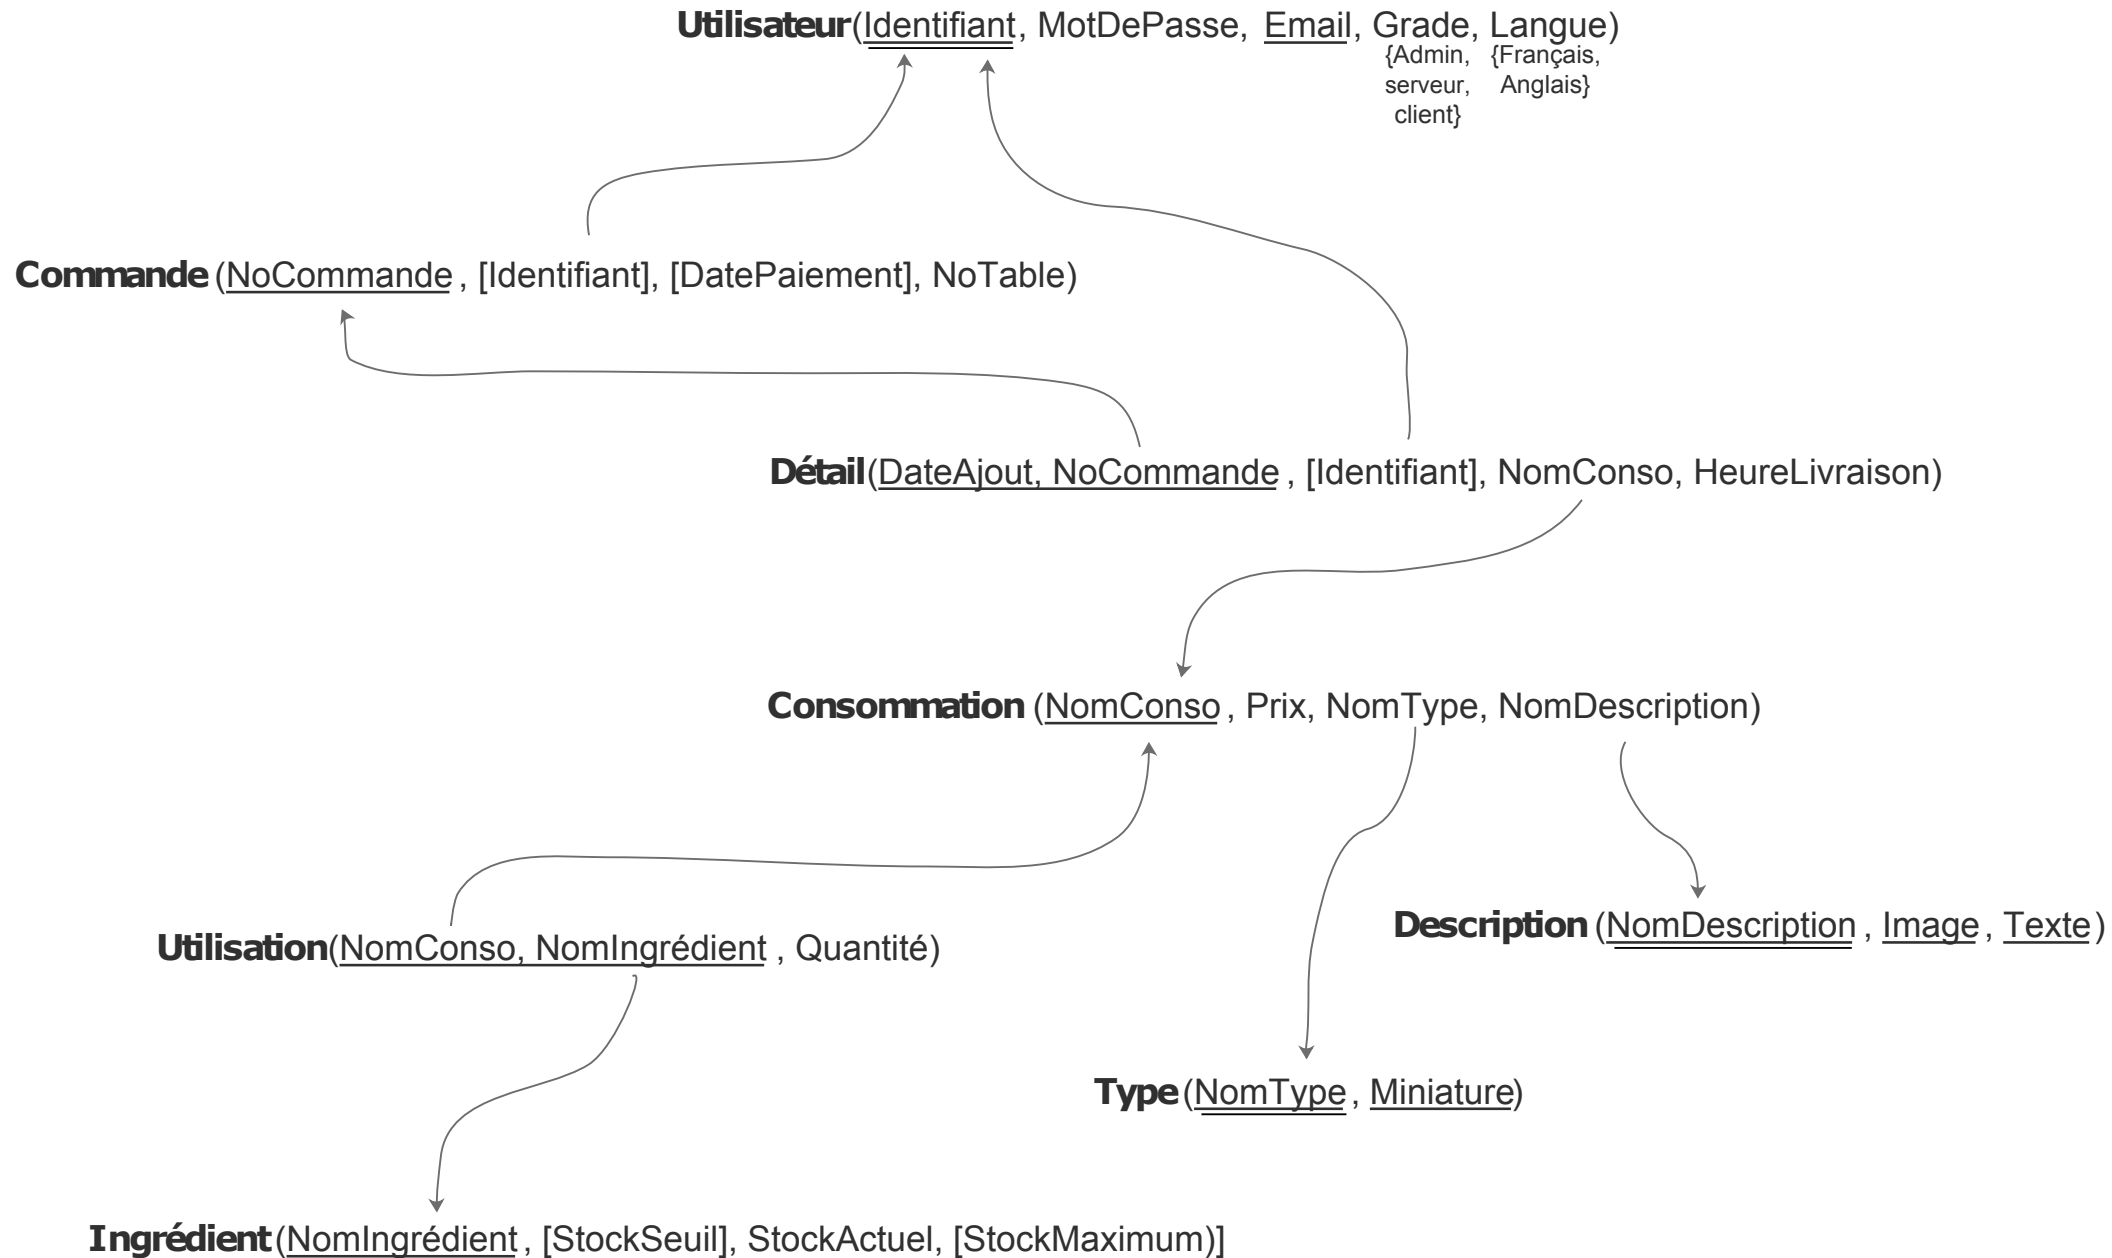 Utilisateur(Identifiant, MotDePasse, Email, Grade, Langue)
{Admin, serveur, client}
{Français, Anglais}
Commande (NoCommande , [Identifiant], [DatePaiement], NoTable)
Détail(DateAjout, NoCommande , [Identifiant], NomConso, HeureLivraison)
Consommation (NomConso , Prix, NomType, NomDescription)
Description (NomDescription , Image , Texte)
Utilisation(NomConso, NomIngrédient , Quantité)
Type (NomType , Miniature)
Ingrédient (NomIngrédient , [StockSeuil], StockActuel, [StockMaximum)]